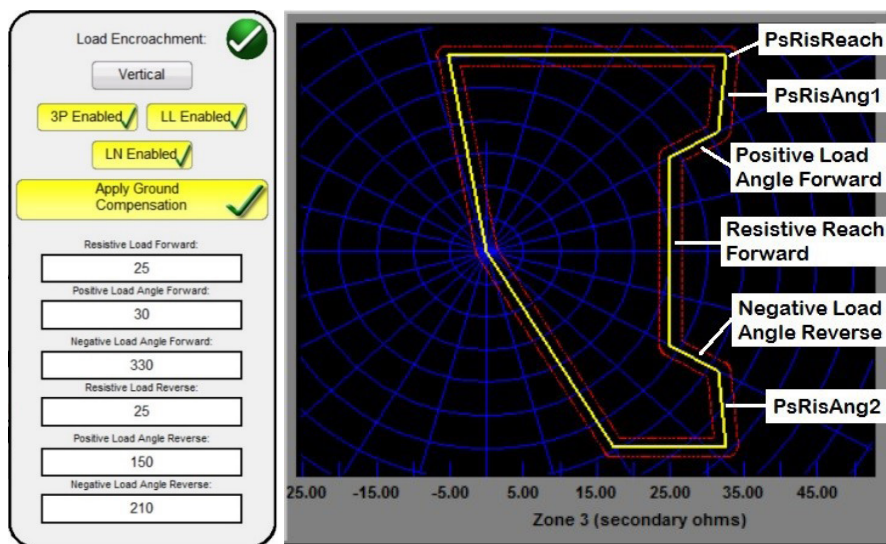 Load Encroachment:
Vertical
3P Enabled
LL Enabled
LN Enabled
Apply Ground
Compensation
Resistive Load Forward:
25
Positive Load Angle Forward:
30
Negative Load Angle Forward:
330
Resistive Load Reverse:
25
Positive Load Angle Reverse:
150
Negative Load Angle Reverse:
210
PsRisReach
PsRisAng1
Positive Load
Angle Forward
Resistive Reach
Forward
Negative Load
Angle Reverse
PsRisAng2
25.00 -15.00 -5.00 5.00 15.00 25.00 35.00 45.00
Zone 3 (secondary ohms)